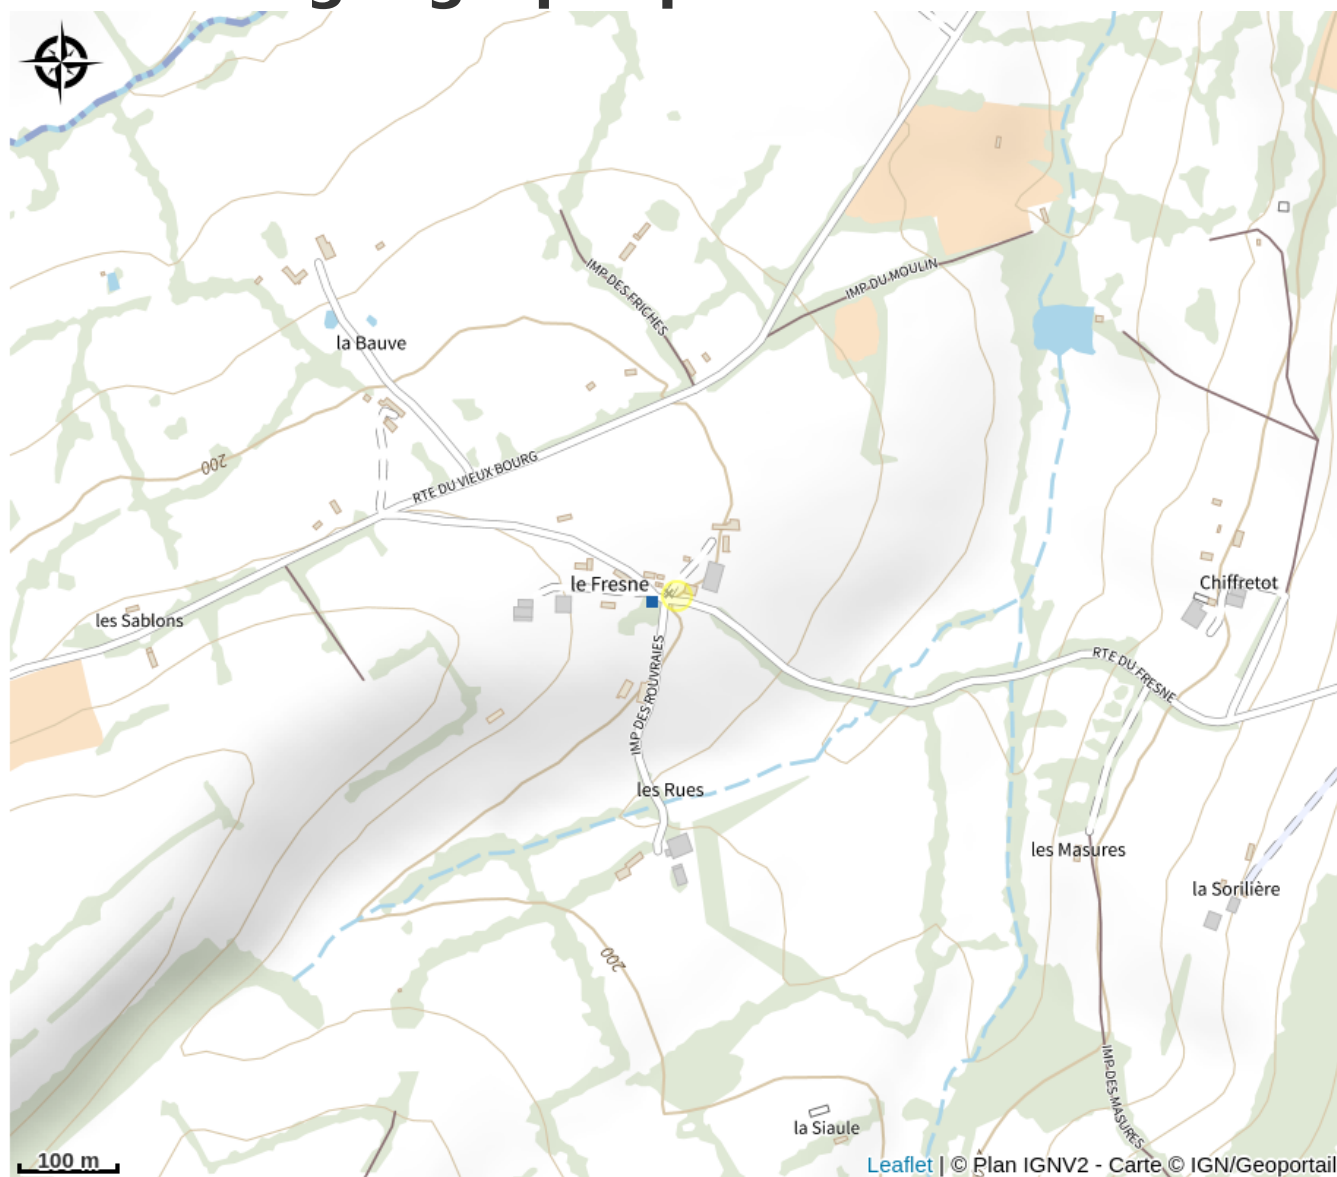 IMP DES FRICHES
IMP DU MOULIN
la Bauve
200
RTE DU VIEUX BOURG
le Fresne
Chiffretot
les Sablons
IMP DES ROUVRAIES
RTE DU FRESNE
les Rues
les Masures
la Sorilière
200
IMP DES MASURES
la Siaule
100 m
Leaflet | © Plan IGNV2 - Carte © IGN/Geoportail